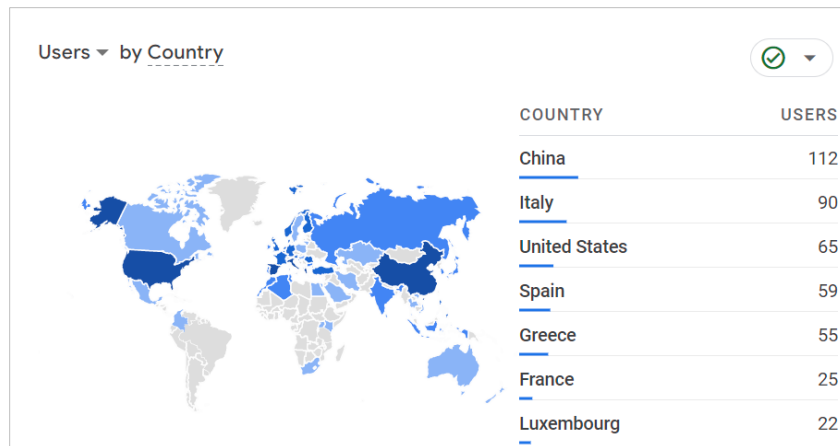 Users by Country
COUNTRY USERS
China 112
Italy 90
United States 65
Spain 59
Greece 55
France 25
Luxembourg 22